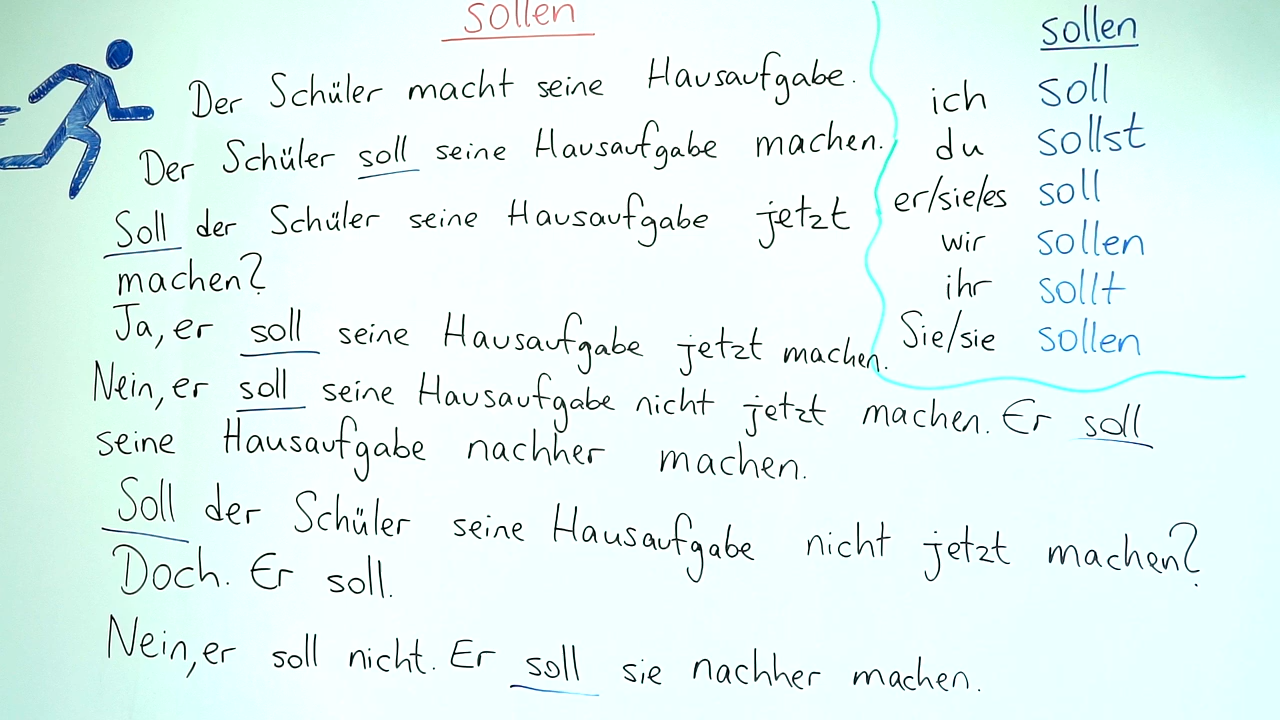 sollen
Der Schüler macht seine Hausaufgabe.
Der Schüler soll seine Hausaufgabe machen.
Soll der Schüler seine Hausaufgabe jetzt
machen?
Ja, er soll seine Hausaufgabe jetzt machen.
Nein, er soll seine Hausaufgabe nicht jetzt machen. Er soll
seine Hausaufgabe nachher machen.
Soll der Schüler seine Hausaufgabe nicht jetzt machen?
Doch. Er soll.
Nein, er soll nicht. Er soll sie nachher machen.
sollen
ich soll
du sollst
er/sie/es soll
wir sollen
ihr sollt
Sie/sie sollen